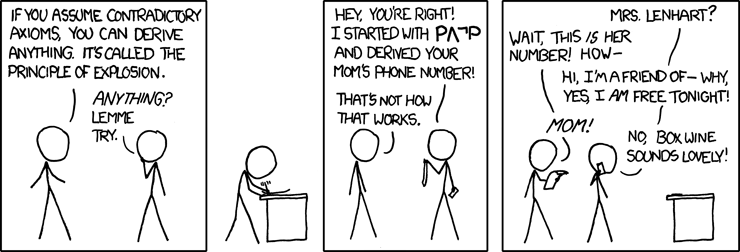 IF YOU ASSUME CONTRADICTORY
AXIOMS, YOU CAN DERIVE
ANYTHING. IT'S CALLED THE
PRINCIPLE OF EXPLOSION.
ANYTHING?
LEMME
TRY.
HEY, YOU'RE RIGHT!
I STARTED WITH P∧¬P
AND DERIVED YOUR
MOM'S PHONE NUMBER!
THAT'S NOT HOW
THAT WORKS.
MRS. LENHART?
WAIT, THIS IS HER
NUMBER! HOW—
HI, I'M A FRIEND OF— WHY,
YES, I AM FREE TONIGHT!
MOM!
NO, BOX WINE
SOUNDS LOVELY!